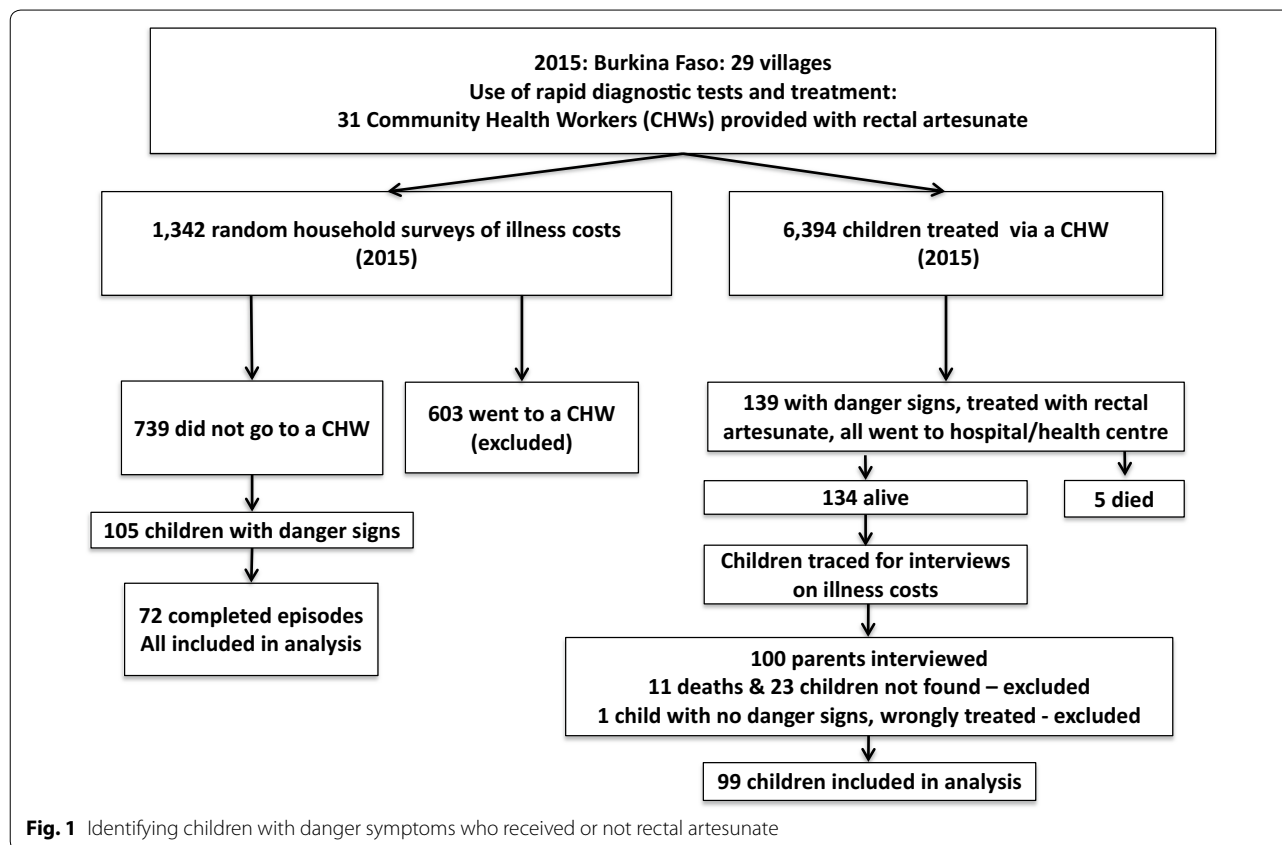 2015: Burkina Faso: 29 villages
Use of rapid diagnostic tests and treatment:
31 Community Health Workers (CHWs) provided with rectal artesunate
1,342 random household surveys of illness costs
(2015)
6,394 children treated via a CHW
(2015)
739 did not go to a CHW
603 went to a CHW
(excluded)
139 with danger signs, treated with rectal
artesunate, all went to hospital/health centre
134 alive
5 died
105 children with danger signs
Children traced for interviews
on illness costs
72 completed episodes
All included in analysis
100 parents interviewed
11 deaths & 23 children not found – excluded
1 child with no danger signs, wrongly treated - excluded
99 children included in analysis
Fig. 1 Identifying children with danger symptoms who received or not rectal artesunate